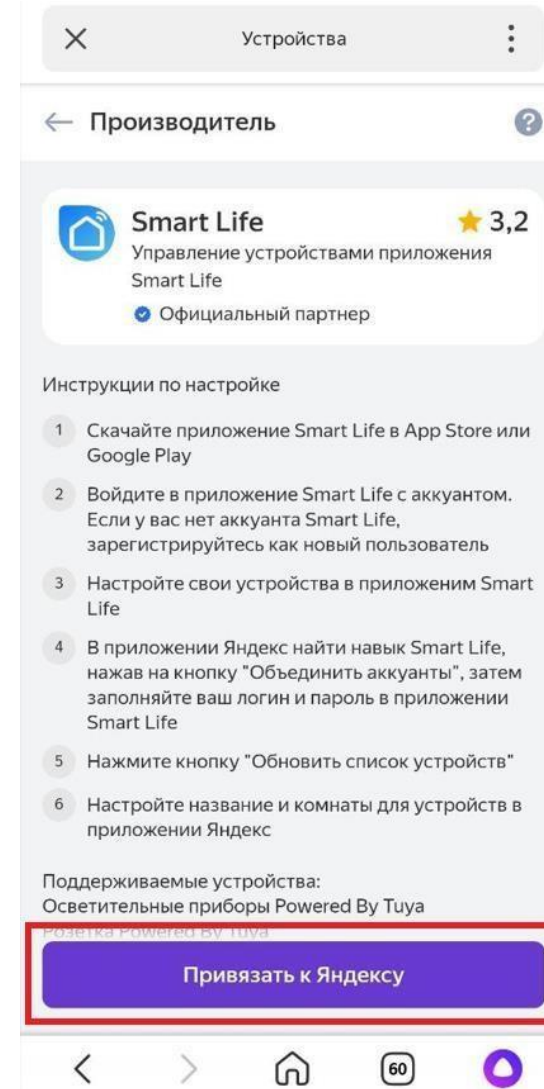 Устройства
Производитель
?
Smart Life
3,2
Управление устройствами приложения
Smart Life
Официальный партнер
Инструкции по настройке
1 Скачайте приложение Smart Life в App Store или
Google Play
2 Войдите в приложение Smart Life с аккуантом.
Если у вас нет аккуанта Smart Life,
зарегистрируйтесь как новый пользователь
3 Настройте свои устройства в приложеним Smart
Life
4 В приложении Яндекс найти навык Smart Life,
нажав на кнопку "Объединить аккуанты", затем
заполняйте ваш логин и пароль в приложении
Smart Life
5 Нажмите кнопку "Обновить список устройств"
6 Настройте название и комнаты для устройств в
приложении Яндекс
Поддерживаемые устройства:
Осветительные приборы Powered By Tuya
Розетка Powered By Tuya
Привязать к Яндексу
60